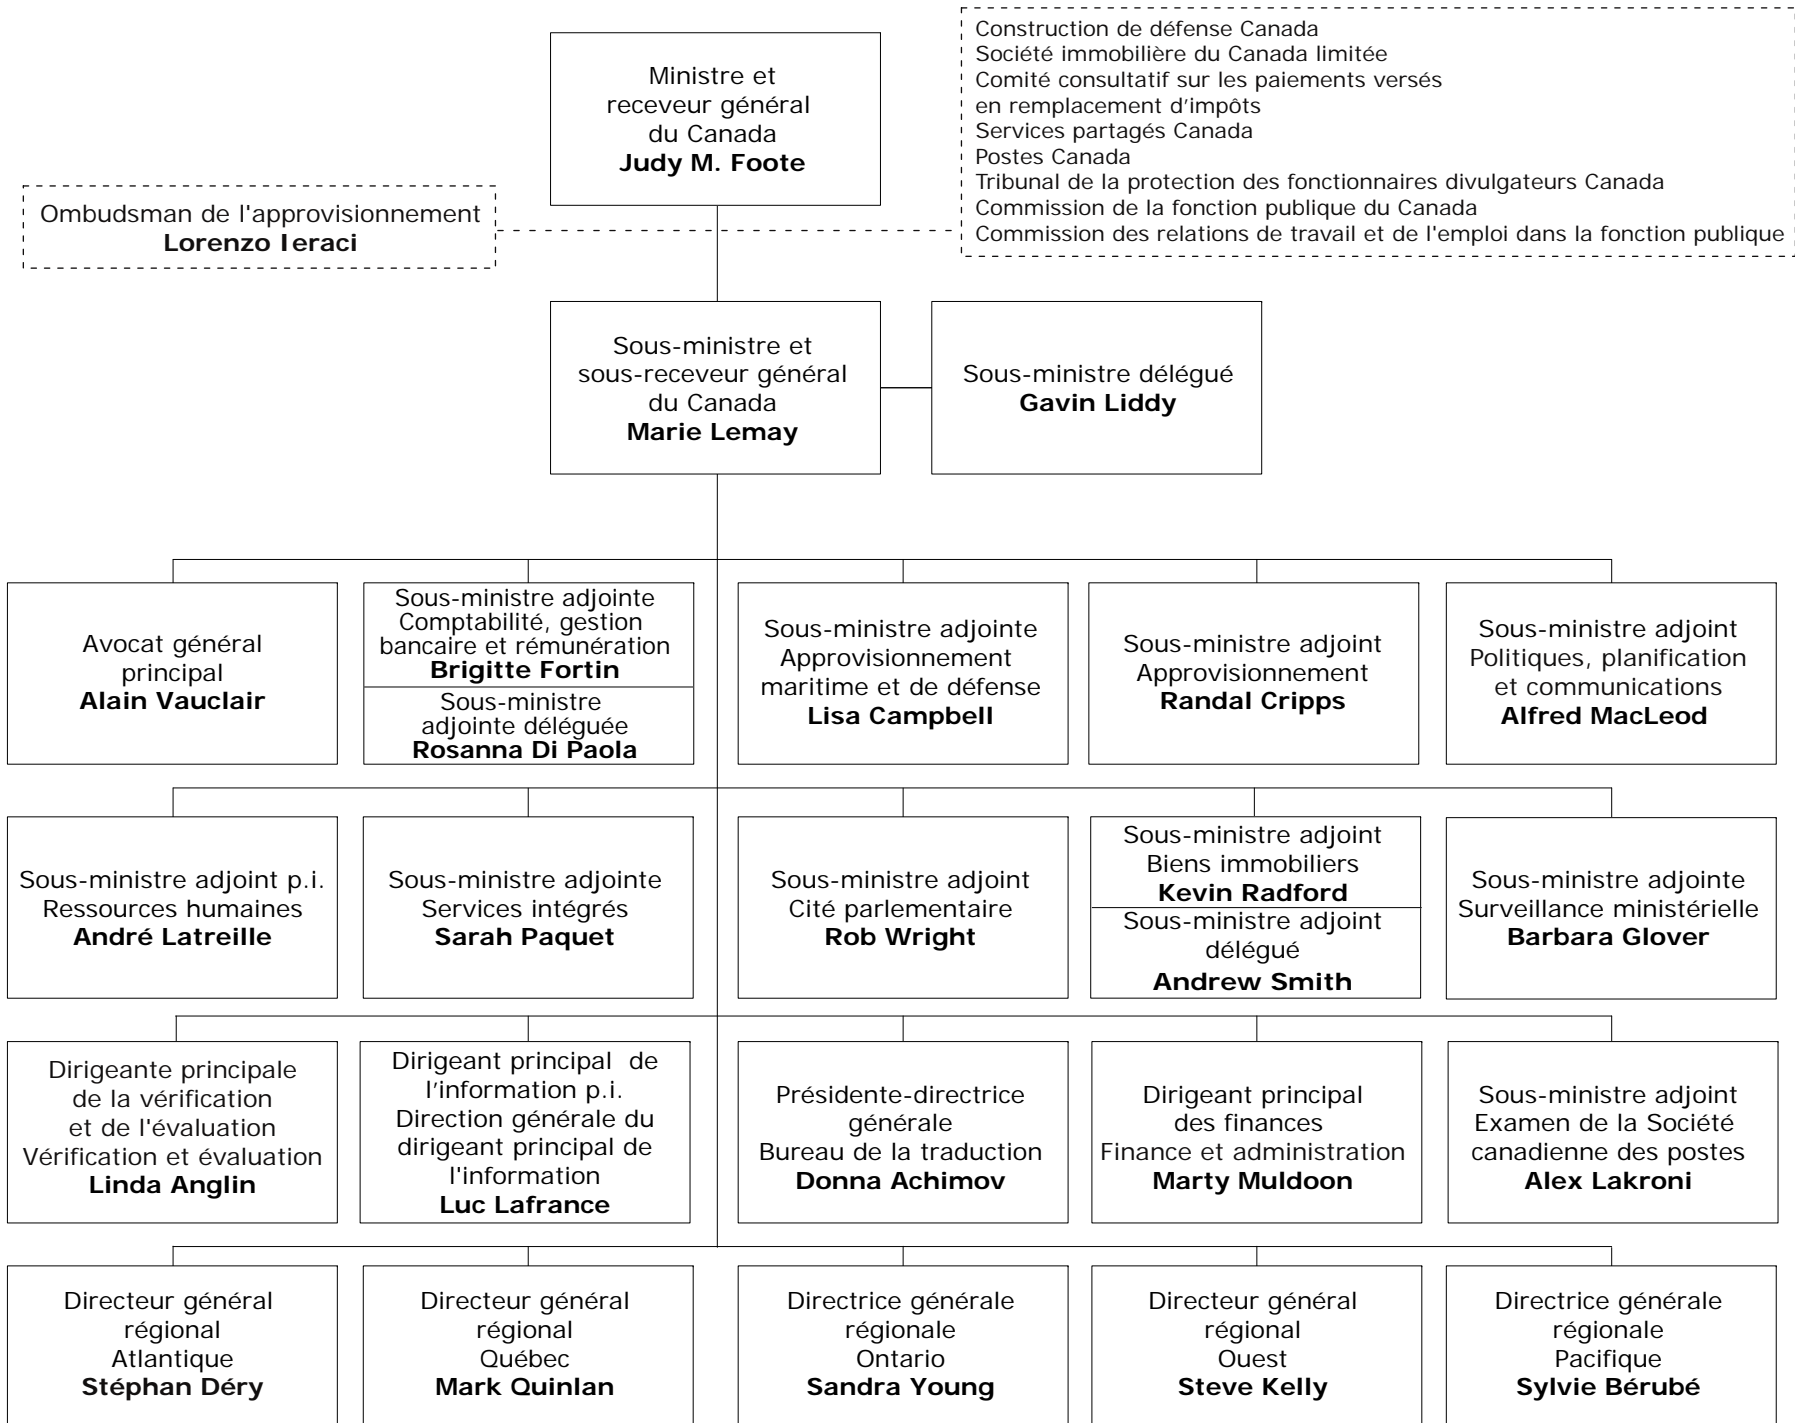 Ministre et
receveur général
du Canada
Judy M. Foote
Construction de défense Canada
Société immobilière du Canada limitée
Comité consultatif sur les paiements versés
en remplacement d’impôts
Services partagés Canada
Postes Canada
Tribunal de la protection des fonctionnaires divulgateurs Canada
Commission de la fonction publique du Canada
Commission des relations de travail et de l'emploi dans la fonction publique
Ombudsman de l'approvisionnement
Lorenzo Ieraci
Sous-ministre et
sous-receveur général
du Canada
Marie Lemay
Sous-ministre délégué
Gavin Liddy
Avocat général
principal
Alain Vauclair
Sous-ministre adjointe
Comptabilité, gestion
bancaire et rémunération
Brigitte Fortin
Sous-ministre
adjointe déléguée
Rosanna Di Paola
Sous-ministre adjointe
Approvisionnement
maritime et de défense
Lisa Campbell
Sous-ministre adjoint
Approvisionnement
Randal Cripps
Sous-ministre adjoint
Politiques, planification
et communications
Alfred MacLeod
Sous-ministre adjoint p.i.
Ressources humaines
André Latreille
Sous-ministre adjointe
Services intégrés
Sarah Paquet
Sous-ministre adjoint
Cité parlementaire
Rob Wright
Sous-ministre adjoint
Biens immobiliers
Kevin Radford
Sous-ministre adjoint
délégué
Andrew Smith
Sous-ministre adjointe
Surveillance ministérielle
Barbara Glover
Dirigeante principale
de la vérification
et de l'évaluation
Vérification et évaluation
Linda Anglin
Dirigeant principal de
l’information p.i.
Direction générale du
dirigeant principal de
l'information
Luc Lafrance
Présidente-directrice
générale
Bureau de la traduction
Donna Achimov
Dirigeant principal
des finances
Finance et administration
Marty Muldoon
Sous-ministre adjoint
Examen de la Société
canadienne des postes
Alex Lakroni
Directeur général
régional
Atlantique
Stéphan Déry
Directeur général
régional
Québec
Mark Quinlan
Directrice générale
régionale
Ontario
Sandra Young
Directeur général
régional
Ouest
Steve Kelly
Directrice générale
régionale
Pacifique
Sylvie Bérubé